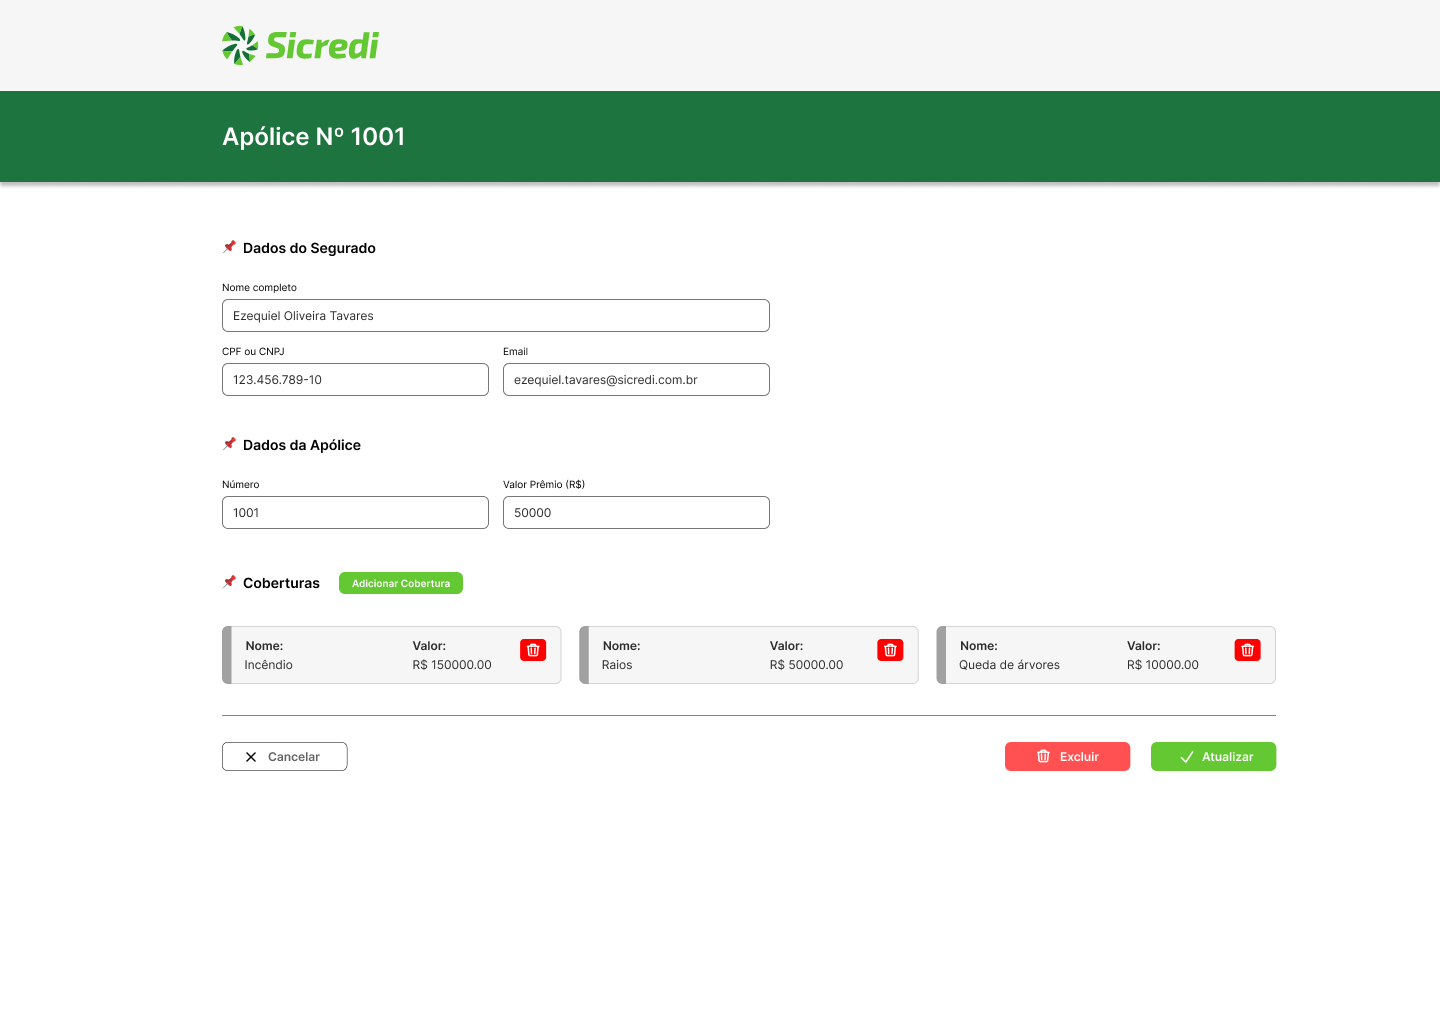 Sicredi
Apólice Nº 1001
Dados do Segurado
Nome completo
Ezequiel Oliveira Tavares
CPF ou CNPJ Email
123.456.789-10 ezequiel.tavares@sicredi.com.br
Dados da Apólice
Número Valor Prêmio (R$)
1001 50000
Coberturas Adicionar Cobertura
Nome: Valor: Nome: Valor: Nome: Valor:
Incêndio R$ 150000.00 Raios R$ 50000.00 Queda de árvores R$ 10000.00
Cancelar Excluir Atualizar